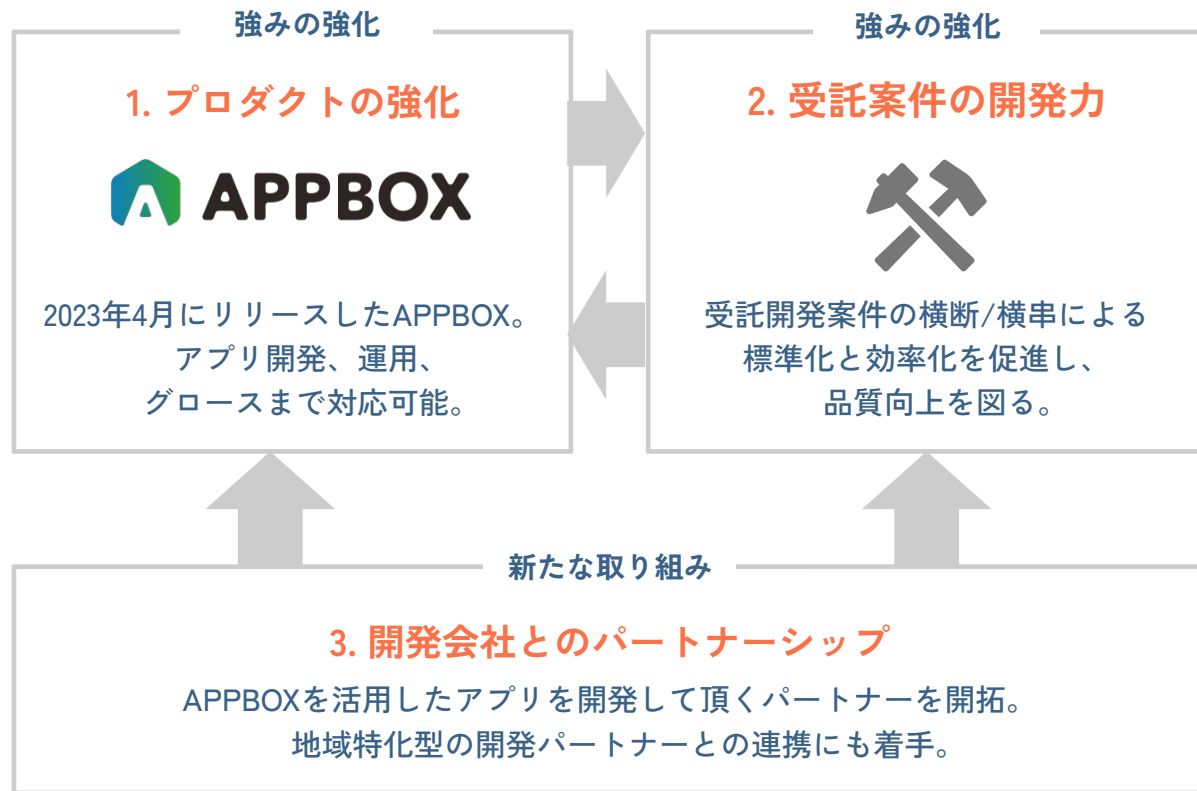 強みの強化
1. プロダクトの強化
APPBOX
2023年4月にリリースしたAPPBOX。
アプリ開発、運用、
グロースまで対応可能。
強みの強化
2. 受託案件の開発力
受託開発案件の横断/横串による
標準化と効率化を促進し、
品質向上を図る。
新たな取り組み
3. 開発会社とのパートナーシップ
APPBOXを活用したアプリを開発して頂くパートナーを開拓。
地域特化型の開発パートナーとの連携にも着手。